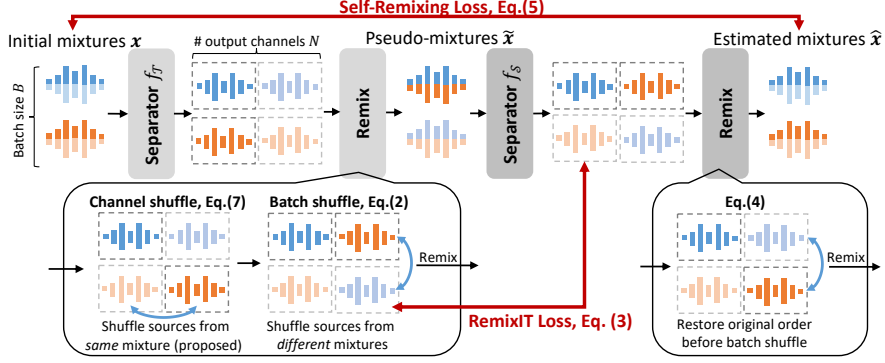 Self-Remixing Loss, Eq.(5)
Initial mixtures x
# output channels N
Pseudo-mixtures x̃
Estimated mixtures x̂
Batch size B
Separator f_𝒯
Remix
Separator f_𝒮
Remix
Channel shuffle, Eq.(7)
Batch shuffle, Eq.(2)
Eq.(4)
Remix
Remix
Shuffle sources from
same mixture (proposed)
Shuffle sources from
different mixtures
RemixIT Loss, Eq. (3)
Restore original order
before batch shuffle